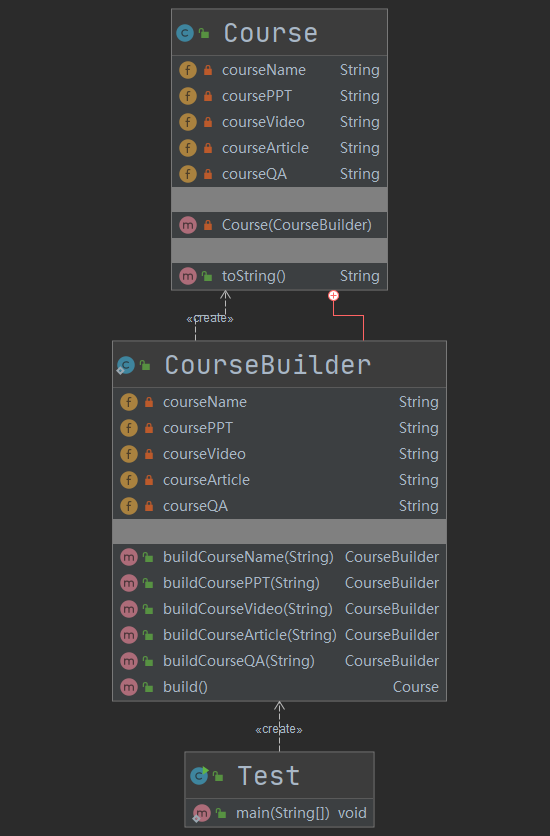 Course
courseName String
coursePPT String
courseVideo String
courseArticle String
courseQA String
Course(CourseBuilder)
toString() String
«create»
CourseBuilder
courseName String
coursePPT String
courseVideo String
courseArticle String
courseQA String
buildCourseName(String) CourseBuilder
buildCoursePPT(String) CourseBuilder
buildCourseVideo(String) CourseBuilder
buildCourseArticle(String) CourseBuilder
buildCourseQA(String) CourseBuilder
build() Course
«create»
Test
main(String[]) void